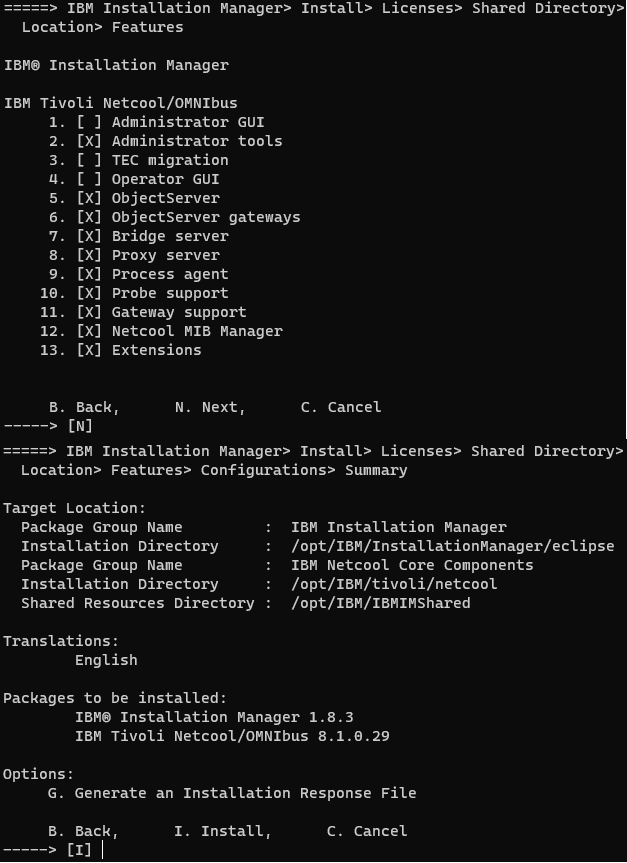 =====> IBM Installation Manager> Install> Licenses> Shared Directory>
  Location> Features

IBM® Installation Manager

IBM Tivoli Netcool/OMNIbus
     1. [ ] Administrator GUI
     2. [X] Administrator tools
     3. [ ] TEC migration
     4. [ ] Operator GUI
     5. [X] ObjectServer
     6. [X] ObjectServer gateways
     7. [X] Bridge server
     8. [X] Proxy server
     9. [X] Process agent
    10. [X] Probe support
    11. [X] Gateway support
    12. [X] Netcool MIB Manager
    13. [X] Extensions

     B. Back,      N. Next,      C. Cancel
-----> [N]
=====> IBM Installation Manager> Install> Licenses> Shared Directory>
  Location> Features> Configurations> Summary

Target Location:
  Package Group Name         :  IBM Installation Manager
  Installation Directory     :  /opt/IBM/InstallationManager/eclipse
  Package Group Name         :  IBM Netcool Core Components
  Installation Directory     :  /opt/IBM/tivoli/netcool
  Shared Resources Directory :  /opt/IBM/IBMIMShared

Translations:
        English

Packages to be installed:
        IBM® Installation Manager 1.8.3
        IBM Tivoli Netcool/OMNIbus 8.1.0.29

Options:
     G. Generate an Installation Response File

     B. Back,      I. Install,      C. Cancel
-----> [I]